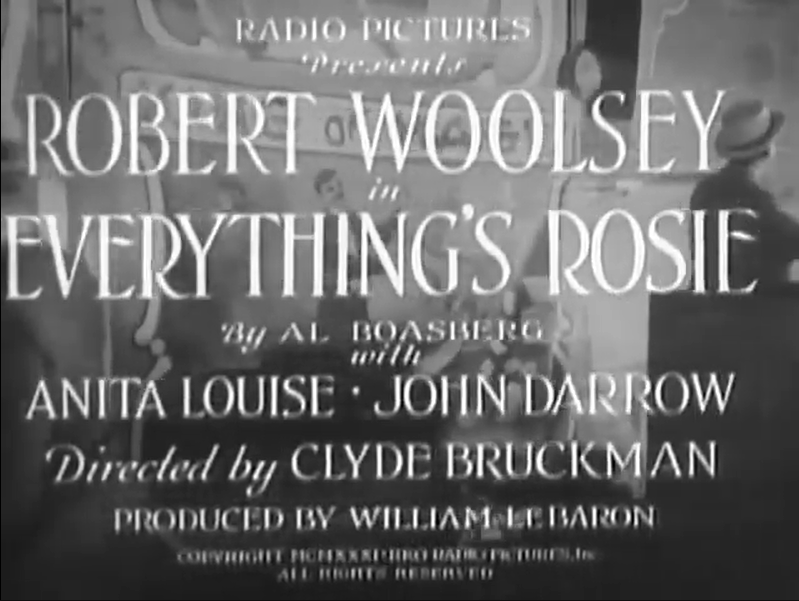 RADIO PICTURES
Presents
ROBERT WOOLSEY
in
EVERYTHING'S ROSIE
By AL BOASBERG
with
ANITA LOUISE · JOHN DARROW
Directed by CLYDE BRUCKMAN
PRODUCED BY WILLIAM LE BARON
COPYRIGHT MCMXXXI RKO RADIO PICTURES, Inc
ALL RIGHTS RESERVED